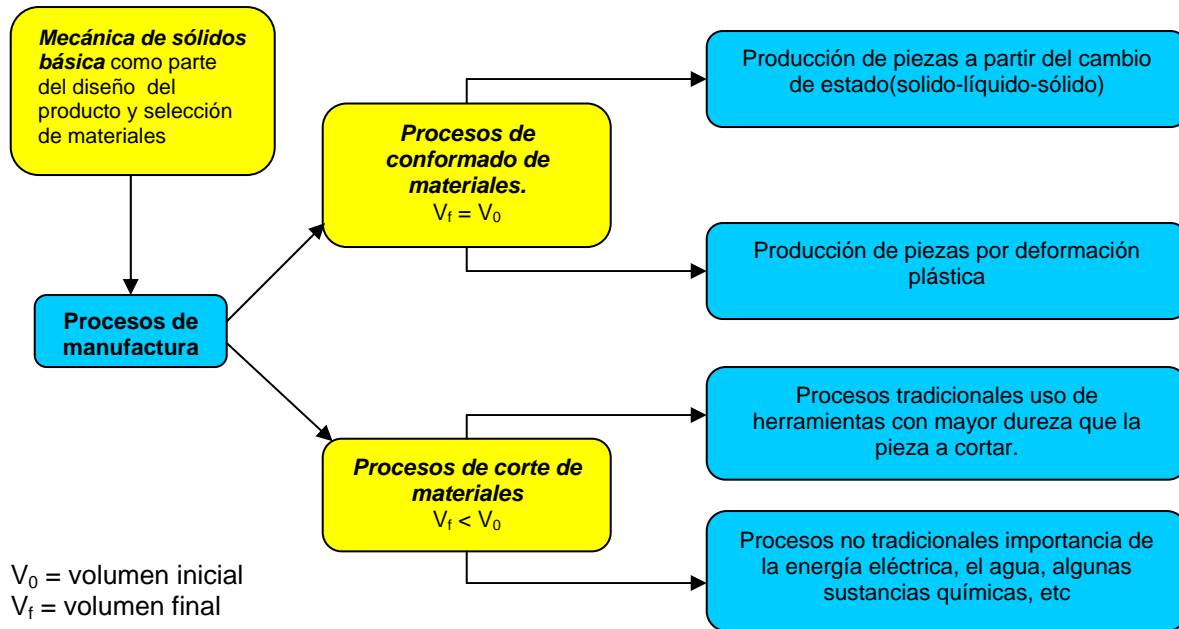 Mecánica de sólidos
básica como parte
del diseño del
producto y selección
de materiales
Procesos de
manufactura
Procesos de
conformado de
materiales.
V₁ = V₀
Procesos de corte de
materiales
V₁ < V₀
Producción de piezas a partir del cambio
de estado(solido-líquido-sólido)
Producción de piezas por deformación
plástica
Procesos tradicionales uso de
herramientas con mayor dureza que la
pieza a cortar.
Procesos no tradicionales importancia de
la energía eléctrica, el agua, algunas
sustancias químicas, etc
V₀ = volumen inicial
Vf = volumen final